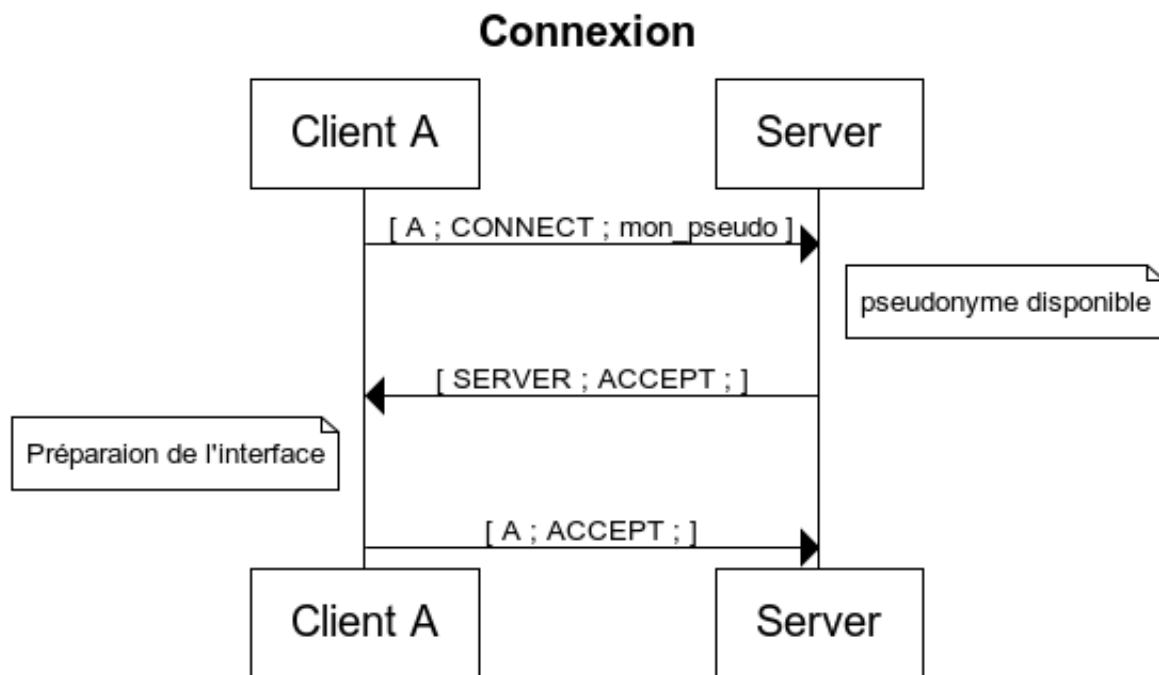 Connexion
Client A
Server
[ A ; CONNECT ; mon_pseudo ]
pseudonyme disponible
[ SERVER ; ACCEPT ; ]
Préparaion de l'interface
[ A ; ACCEPT ; ]
Client A
Server